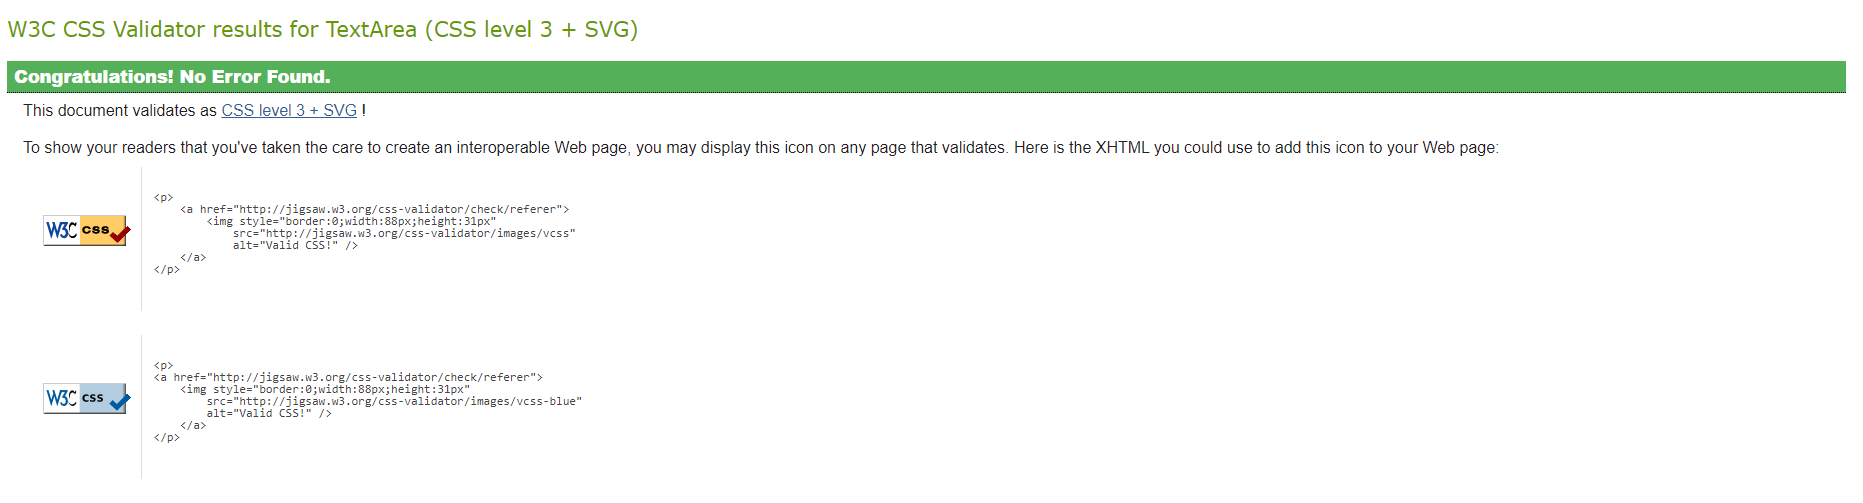 W3C CSS Validator results for TextArea (CSS level 3 + SVG)
Congratulations! No Error Found.
This document validates as CSS level 3 + SVG !
To show your readers that you've taken the care to create an interoperable Web page, you may display this icon on any page that validates. Here is the XHTML you could use to add this icon to your Web page:
W3C css
<p>
    <a href="http://jigsaw.w3.org/css-validator/check/referer">
        <img style="border:0;width:88px;height:31px"
            src="http://jigsaw.w3.org/css-validator/images/vcss"
            alt="Valid CSS!" />
    </a>
</p>
W3C css
<p>
<a href="http://jigsaw.w3.org/css-validator/check/referer">
    <img style="border:0;width:88px;height:31px"
        src="http://jigsaw.w3.org/css-validator/images/vcss-blue"
        alt="Valid CSS!" />
    </a>
</p>